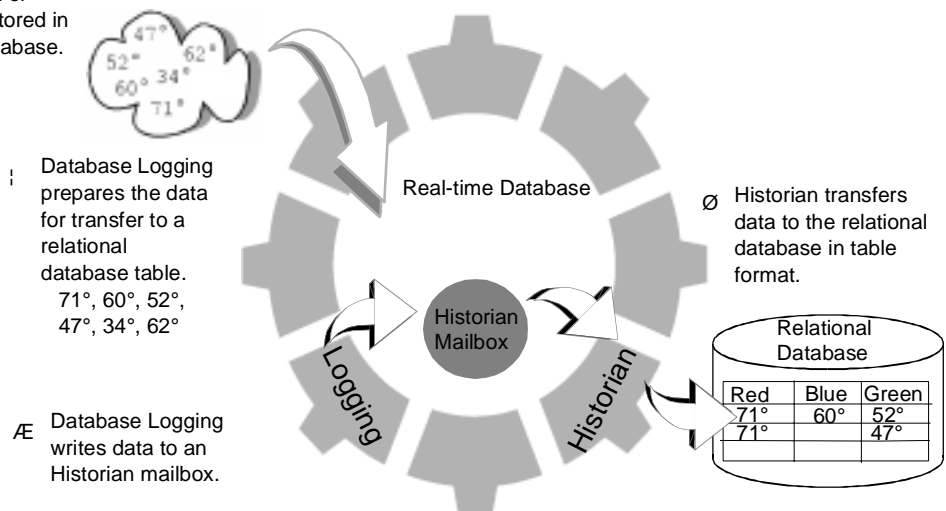 tored in
abase.
47°
52° 62°
60° 34°
71°
¦ Database Logging
prepares the data
for transfer to a
relational
database table.
71°, 60°, 52°,
47°, 34°, 62°
Æ Database Logging
writes data to an
Historian mailbox.
Real-time Database
Logging
Historian
Mailbox
Historian
Ø Historian transfers
data to the relational
database in table
format.
Relational
Database
Red Blue Green
71° 60° 52°
71° 47°